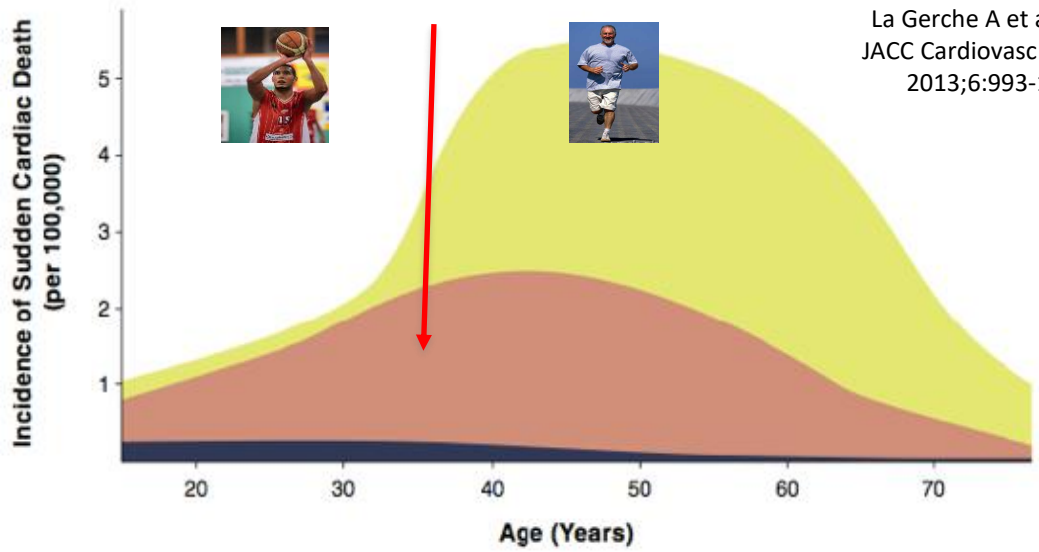 La Gerche A et a
JACC Cardiovasc
2013;6:993-
Incidence of Sudden Cardiac Death
(per 100,000)
5
4
3
2
1
20 30 40 50 60 70
Age (Years)
15